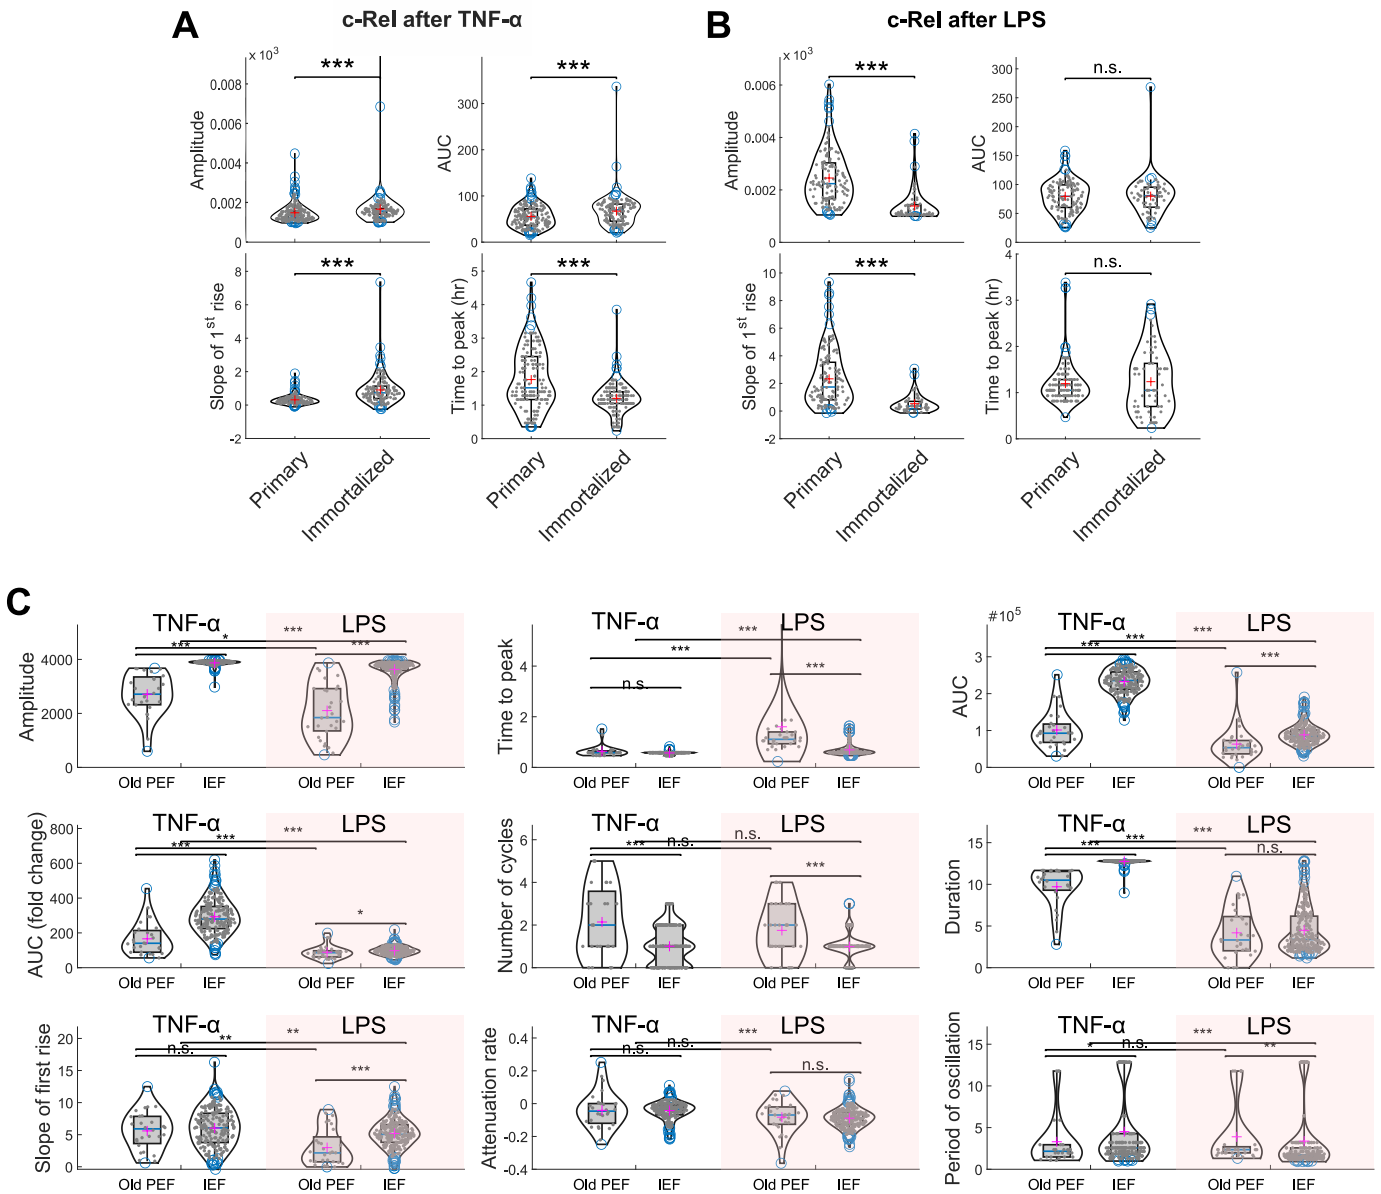 A
c-Rel after TNF-α
B
c-Rel after LPS
x 10³
Amplitude
0.008
0.006
0.004
0.002
0
***
AUC
300
200
100
0
***
x 10³
Amplitude
0.006
0.004
0.002
0
***
AUC
300
250
200
150
100
50
0
n.s.
Slope of 1st rise
8
6
4
2
0
-2
***
Time to peak (hr)
5
4
3
2
1
0
***
Slope of 1st rise
10
8
6
4
2
0
-2
***
Time to peak (hr)
4
3
2
1
0
n.s.
Primary
Immortalized
Primary
Immortalized
Primary
Immortalized
Primary
Immortalized
C
TNF-α
LPS
***
*
***
***
Amplitude
4000
2000
0
Old PEF
IEF
Old PEF
IEF
TNF-α
LPS
***
***
n.s.
***
Time to peak
4
2
0
Old PEF
IEF
Old PEF
IEF
#10⁵
TNF-α
LPS
***
***
***
***
AUC
3
2
1
0
Old PEF
IEF
Old PEF
IEF
TNF-α
LPS
***
***
***
*
AUC (fold change)
800
600
400
200
0
Old PEF
IEF
Old PEF
IEF
TNF-α
LPS
n.s.
n.s.
***
***
Number of cycles
6
4
2
0
Old PEF
IEF
Old PEF
IEF
TNF-α
LPS
***
***
***
n.s.
Duration
15
10
5
0
Old PEF
IEF
Old PEF
IEF
TNF-α
LPS
**
**
n.s.
***
Slope of first rise
20
15
10
5
0
Old PEF
IEF
Old PEF
IEF
TNF-α
LPS
***
n.s.
n.s.
n.s.
Attenuation rate
0.4
0.2
0
-0.2
-0.4
Old PEF
IEF
Old PEF
IEF
TNF-α
LPS
***
n.s.
*
**
Period of oscillation
15
10
5
0
Old PEF
IEF
Old PEF
IEF